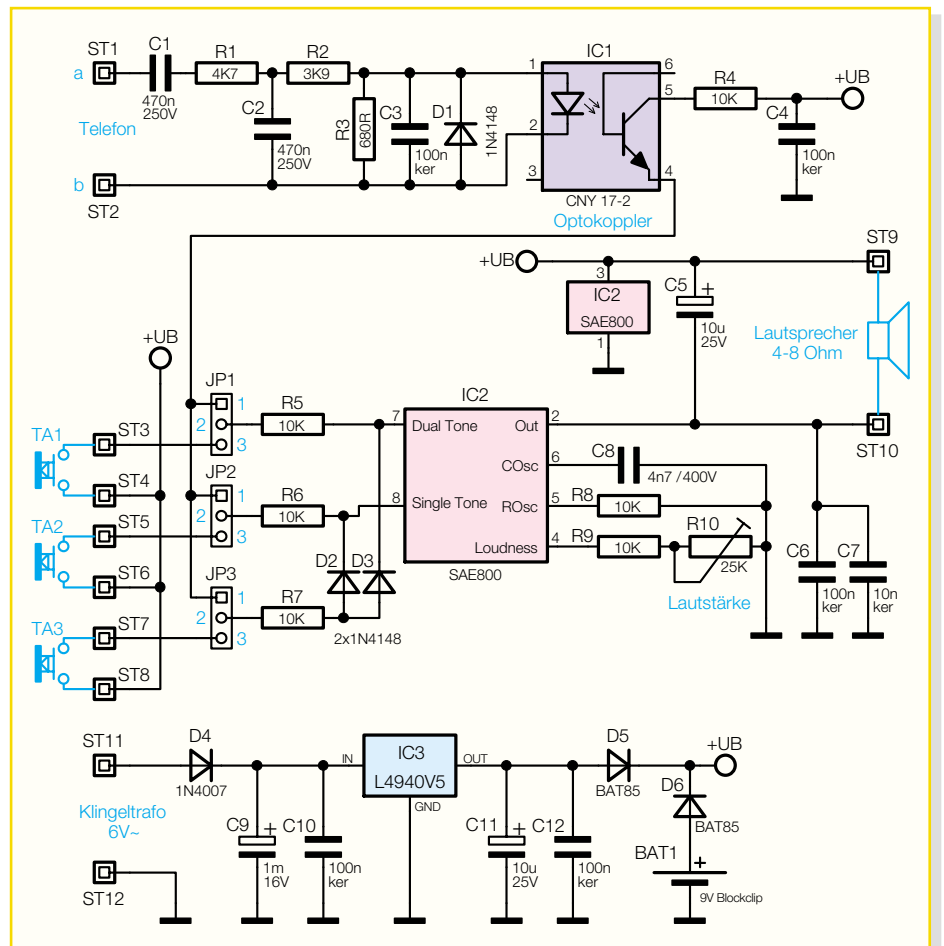 ST1
C1
R1
R2
IC1
a
4K7
3K9
1
6
R4
+UB
470n
250V
C2
R3
680R
C3
D1
1N4148
5
10K
C4
Telefon
470n
250V
100n
ker
2
100n
ker
b
3
4
ST2
CNY 17-2
Optokoppler
ST9
+UB
3
IC2
SAE800
1
C5
+
10u
25V
Lautsprecher
4-8 Ohm
+UB
JP1
IC2
1
R5
7
Dual Tone
Out
2
ST10
TA1
ST3
2
10K
3
COsc
6
C8
4n7 /400V
ST4
JP2
TA2
ST5
1
R6
8
Single Tone
ROsc
5
R8
2
10K
10K
3
R9
R10
ST6
D2
D3
Loudness
4
10K
25K
C6
C7
JP3
SAE800
100n
ker
10n
ker
TA3
ST7
1
R7
Lautstärke
2
10K
3
2x1N4148
ST8
ST11
D4
IC3
D5
+UB
IN
L4940V5
OUT
1N4007
BAT85
D6
Klingeltrafo
6V~
GND
C9
+
C10
C11
+
C12
BAT85
1m
16V
100n
ker
10u
25V
100n
ker
BAT1
+
9V Blockclip
ST12